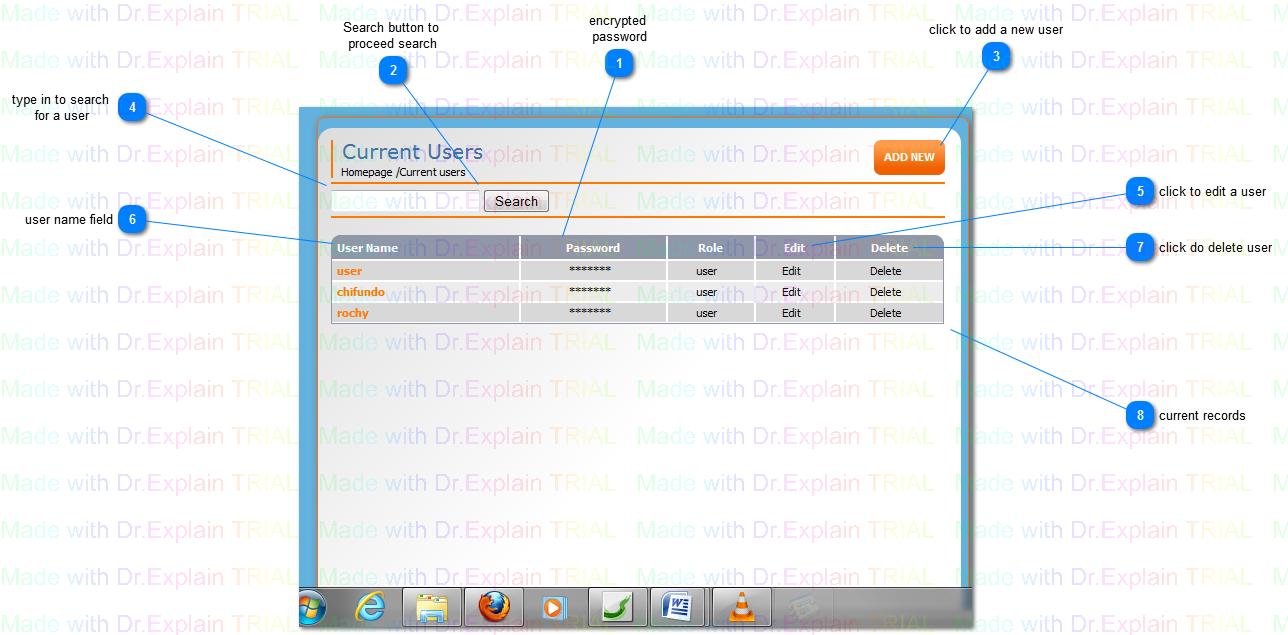 Made with Dr.Explain TRIAL
Search button to
proceed search
2
encrypted
password
1
click to add a new user
3
type in to search
for a user
4
Current Users
Homepage /Current users
ADD NEW
Search
click to edit a user
5
user name field
6
click do delete user
7
User Name Password Role Edit Delete
user ******* user Edit Delete
chifundo ******* user Edit Delete
rochy ******* user Edit Delete
8
current records